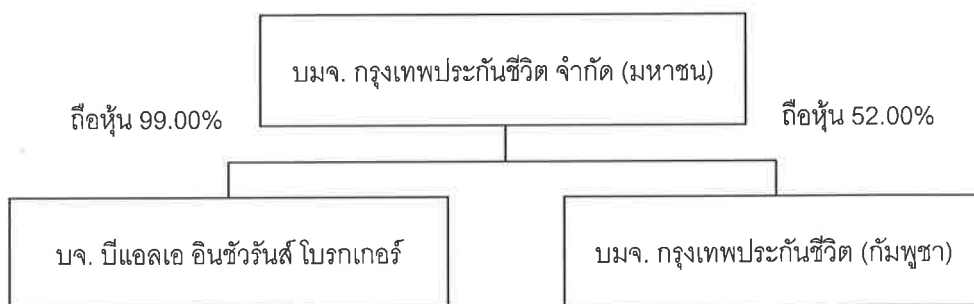 บมจ. กรุงเทพประกันชีวิต จำกัด (มหาชน)
ถือหุ้น 99.00%
ถือหุ้น 52.00%
บจ. บีแอลเอ อินชัวรันส์ โบรกเกอร์
บมจ. กรุงเทพประกันชีวิต (กัมพูชา)